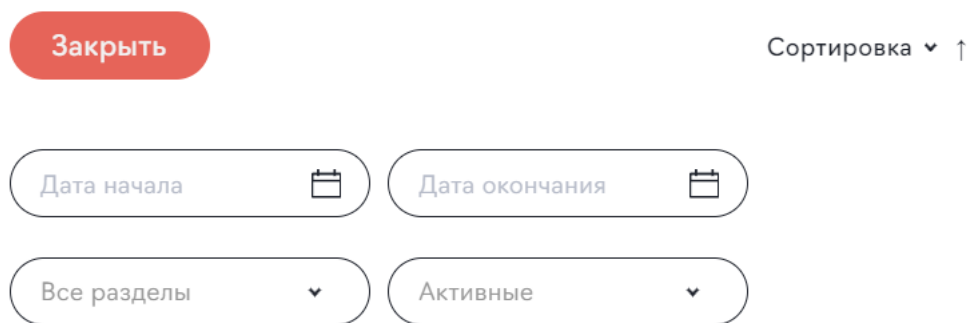 Закрыть
Сортировка ↑
Дата начала
Дата окончания
Все разделы
Активные